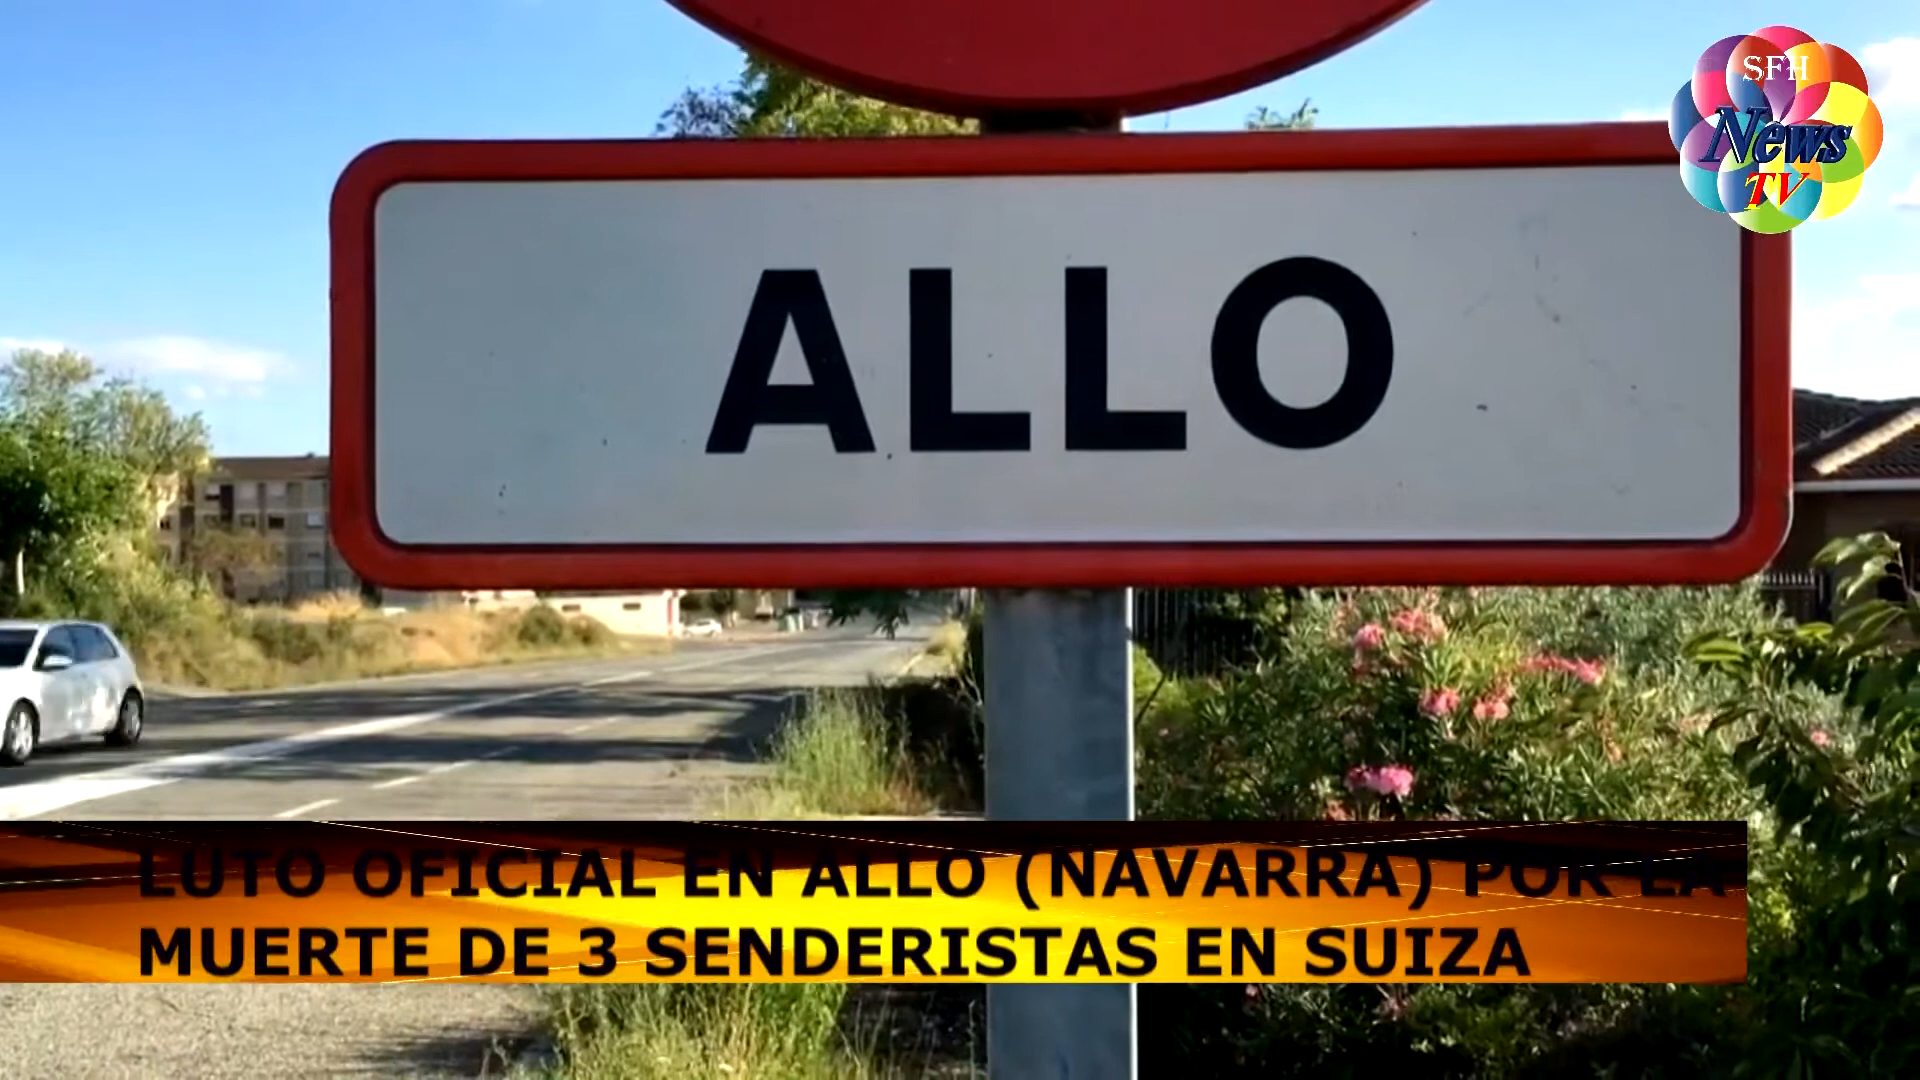 SFH
News
TV
ALLO
LUTO OFICIAL EN ALLO (NAVARRA) POR LA
MUERTE DE 3 SENDERISTAS EN SUIZA